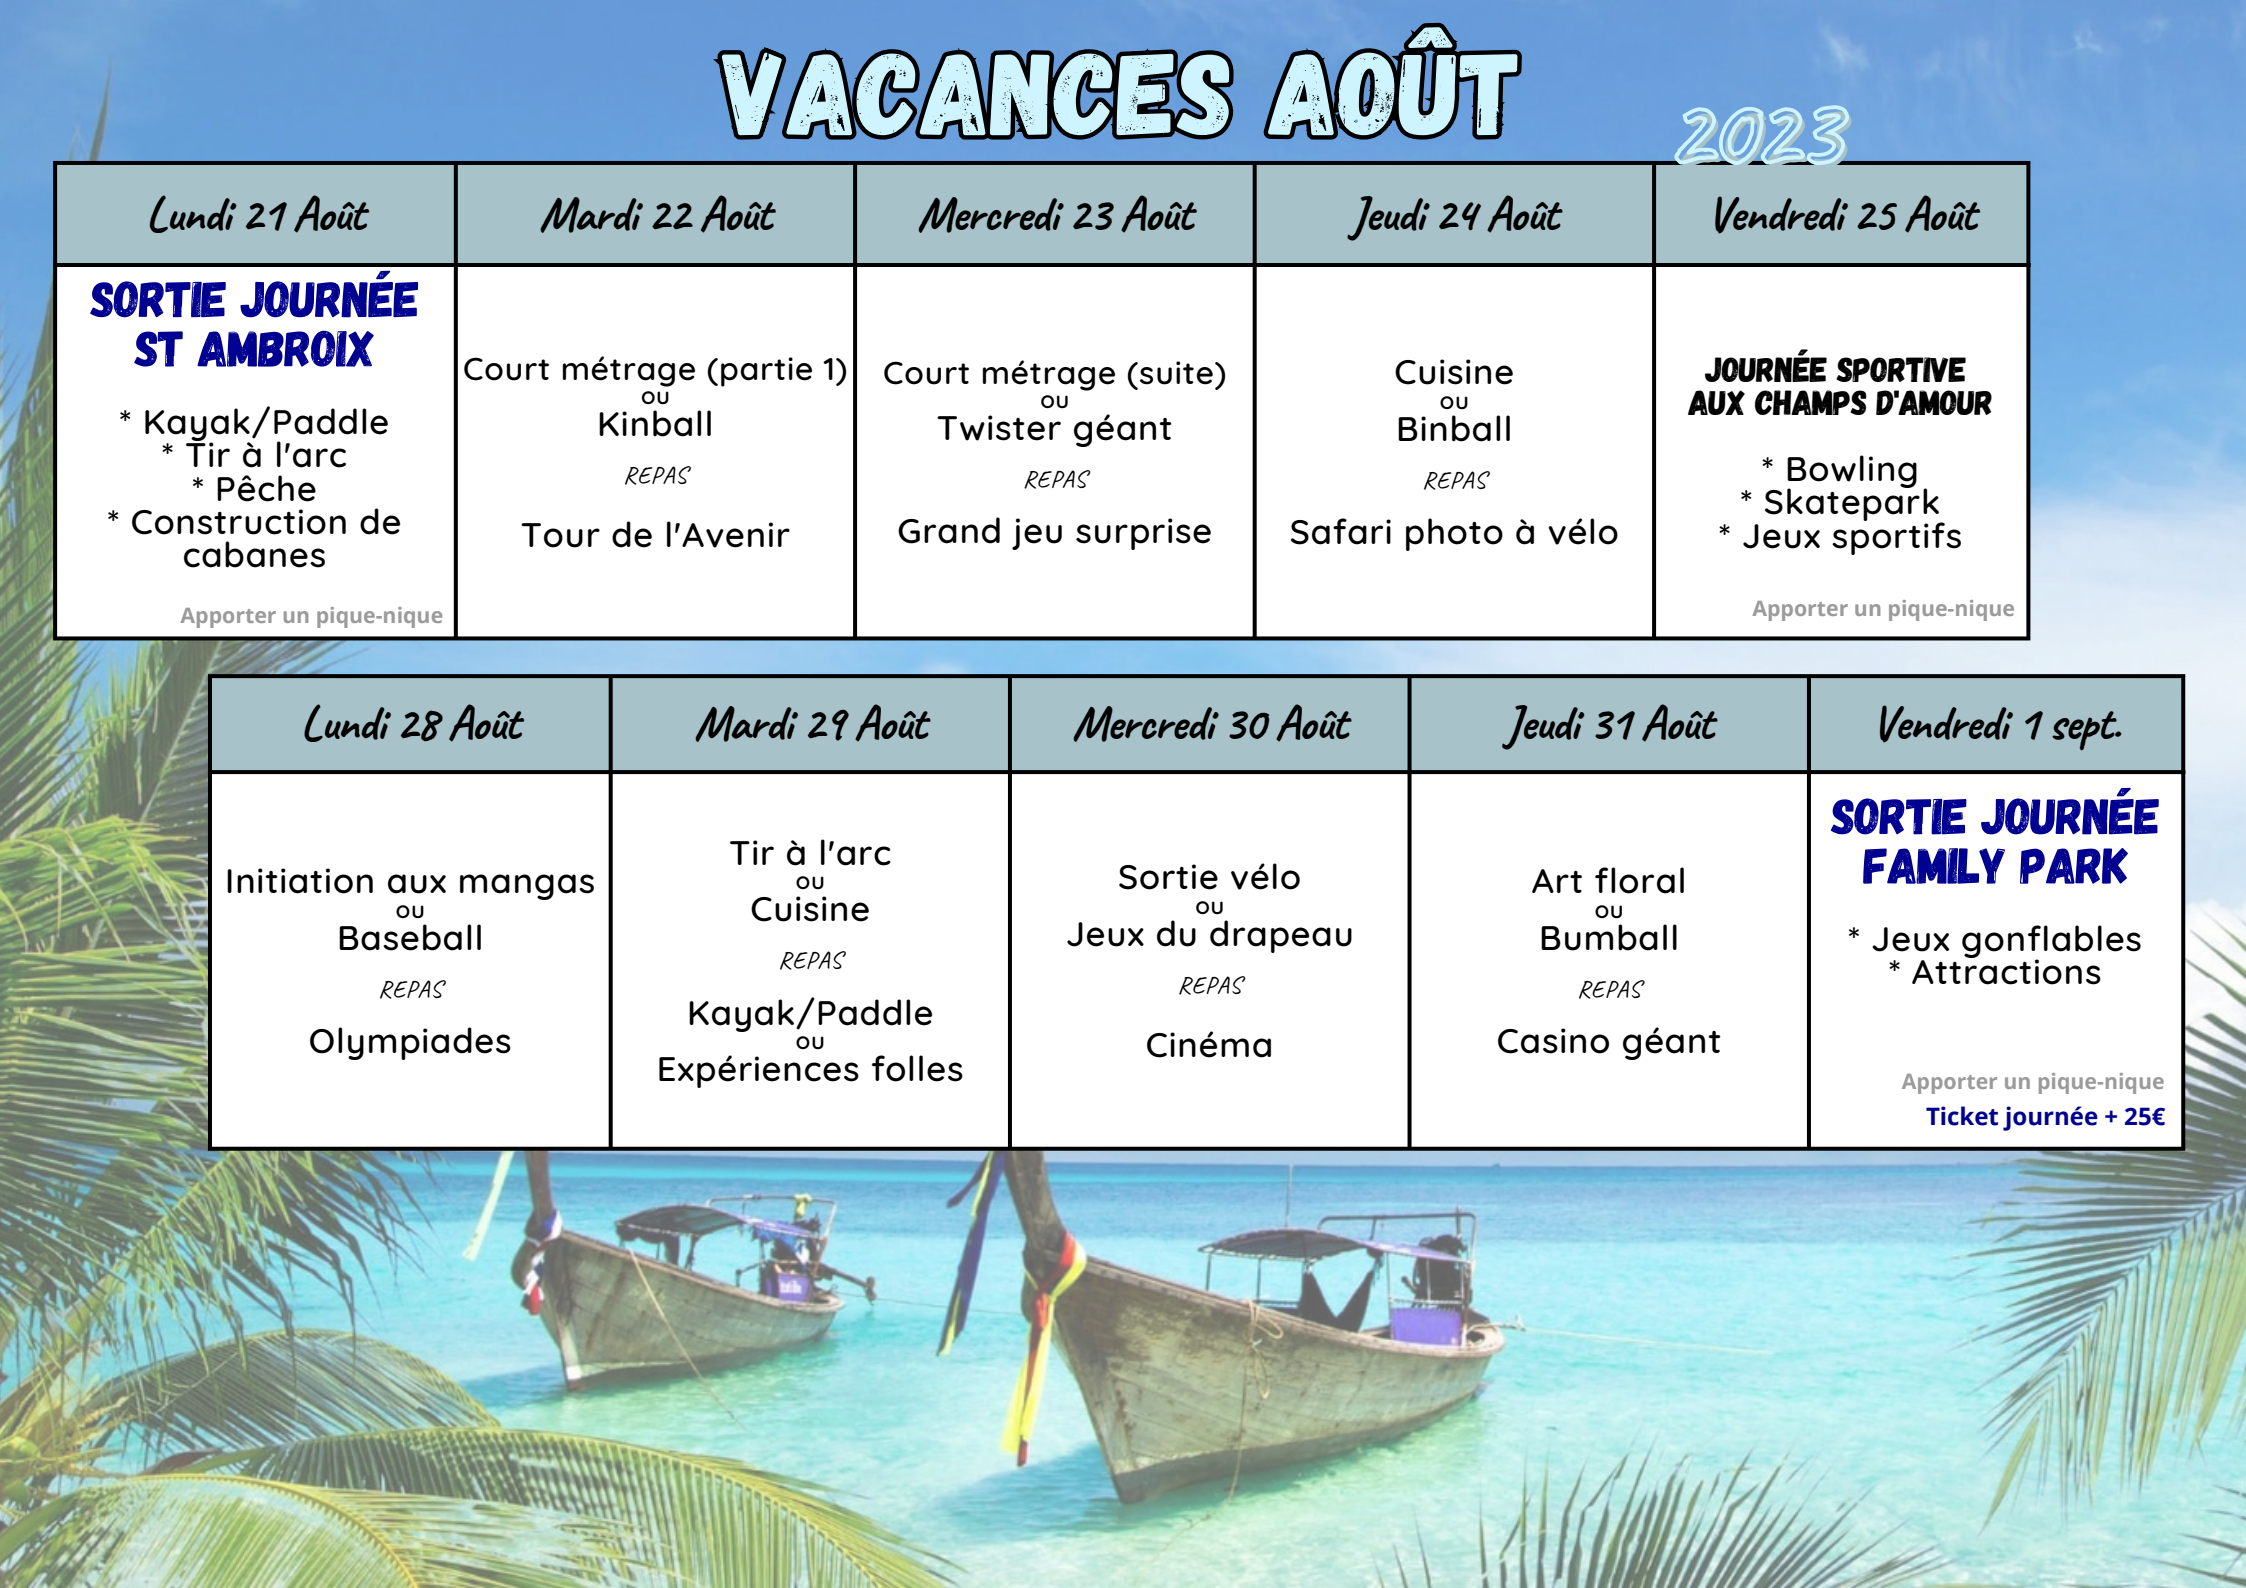 VACANCES AOÛT
2023
Lundi 21 Août
Mardi 22 Août
Mercredi 23 Août
Jeudi 24 Août
Vendredi 25 Août
SORTIE JOURNÉE
ST AMBROIX
* Kayak/Paddle
* Tir à l'arc
* Pêche
* Construction de
cabanes
Apporter un pique-nique
Court métrage (partie 1)
ou
Kinball
REPAS
Tour de l'Avenir
Court métrage (suite)
ou
Twister géant
REPAS
Grand jeu surprise
Cuisine
ou
Binball
REPAS
Safari photo à vélo
JOURNÉE SPORTIVE
AUX CHAMPS D'AMOUR
* Bowling
* Skatepark
* Jeux sportifs
Apporter un pique-nique
Lundi 28 Août
Mardi 29 Août
Mercredi 30 Août
Jeudi 31 Août
Vendredi 1 sept.
Initiation aux mangas
ou
Baseball
REPAS
Olympiades
Tir à l'arc
ou
Cuisine
REPAS
Kayak/Paddle
ou
Expériences folles
Sortie vélo
ou
Jeux du drapeau
REPAS
Cinéma
Art floral
ou
Bumball
REPAS
Casino géant
SORTIE JOURNÉE
FAMILY PARK
* Jeux gonflables
* Attractions
Apporter un pique-nique
Ticket journée + 25€